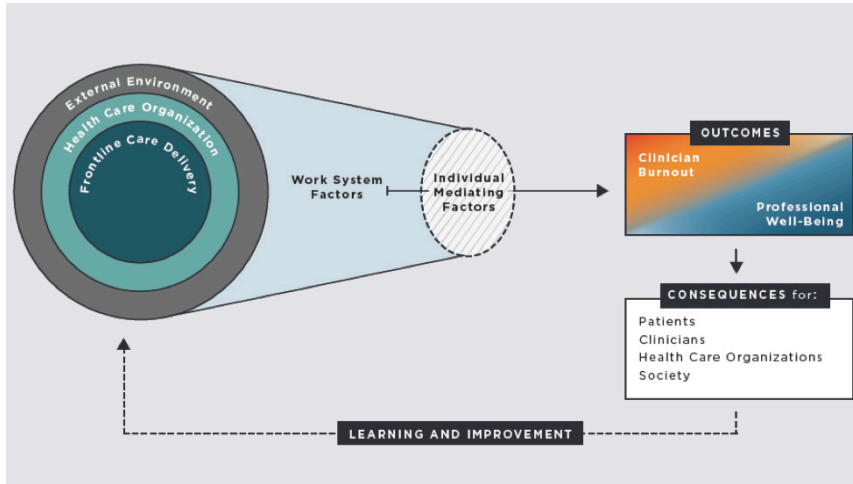 External Environment
Health Care Organization
Frontline Care Delivery
Work System
Factors
Individual
Mediating
Factors
OUTCOMES
Clinician
Burnout
Professional
Well-Being
CONSEQUENCES for:
Patients
Clinicians
Health Care Organizations
Society
LEARNING AND IMPROVEMENT